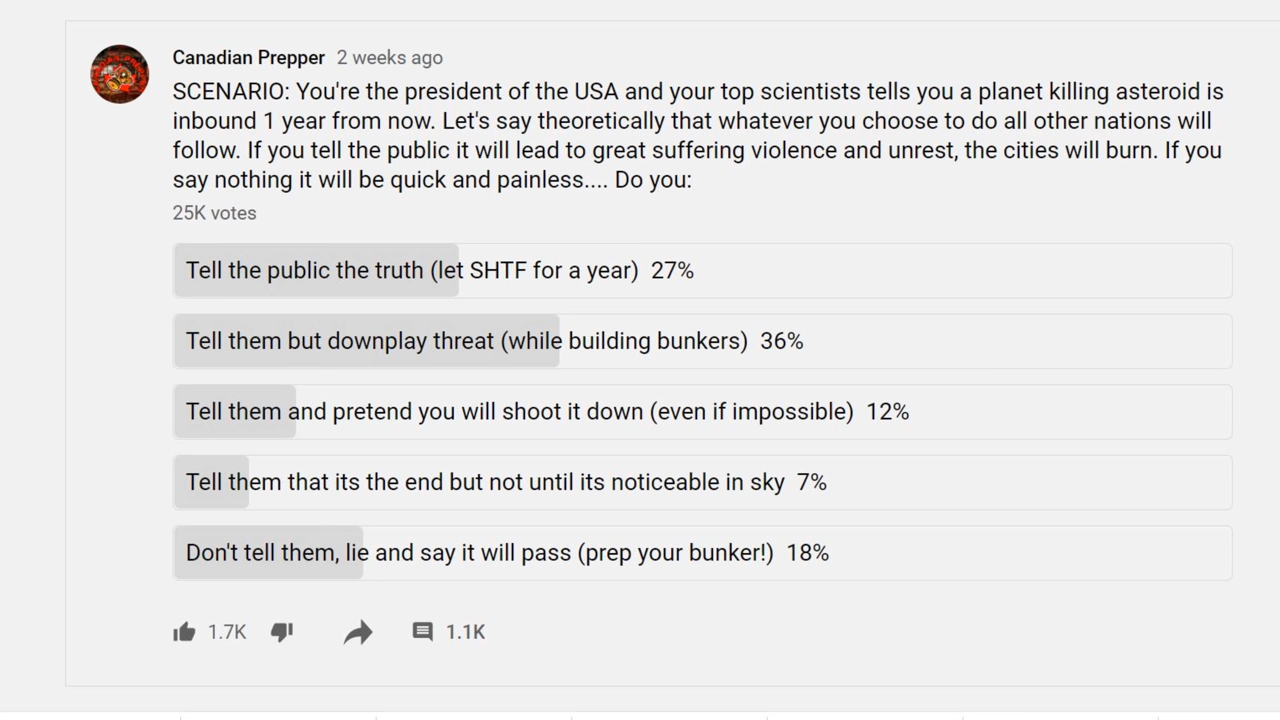 Canadian Prepper 2 weeks ago
SCENARIO: You're the president of the USA and your top scientists tells you a planet killing asteroid is
inbound 1 year from now. Let's say theoretically that whatever you choose to do all other nations will
follow. If you tell the public it will lead to great suffering violence and unrest, the cities will burn. If you
say nothing it will be quick and painless.... Do you:
25K votes
Tell the public the truth (let SHTF for a year) 27%
Tell them but downplay threat (while building bunkers) 36%
Tell them and pretend you will shoot it down (even if impossible) 12%
Tell them that its the end but not until its noticeable in sky 7%
Don't tell them, lie and say it will pass (prep your bunker!) 18%
1.7K 1.1K